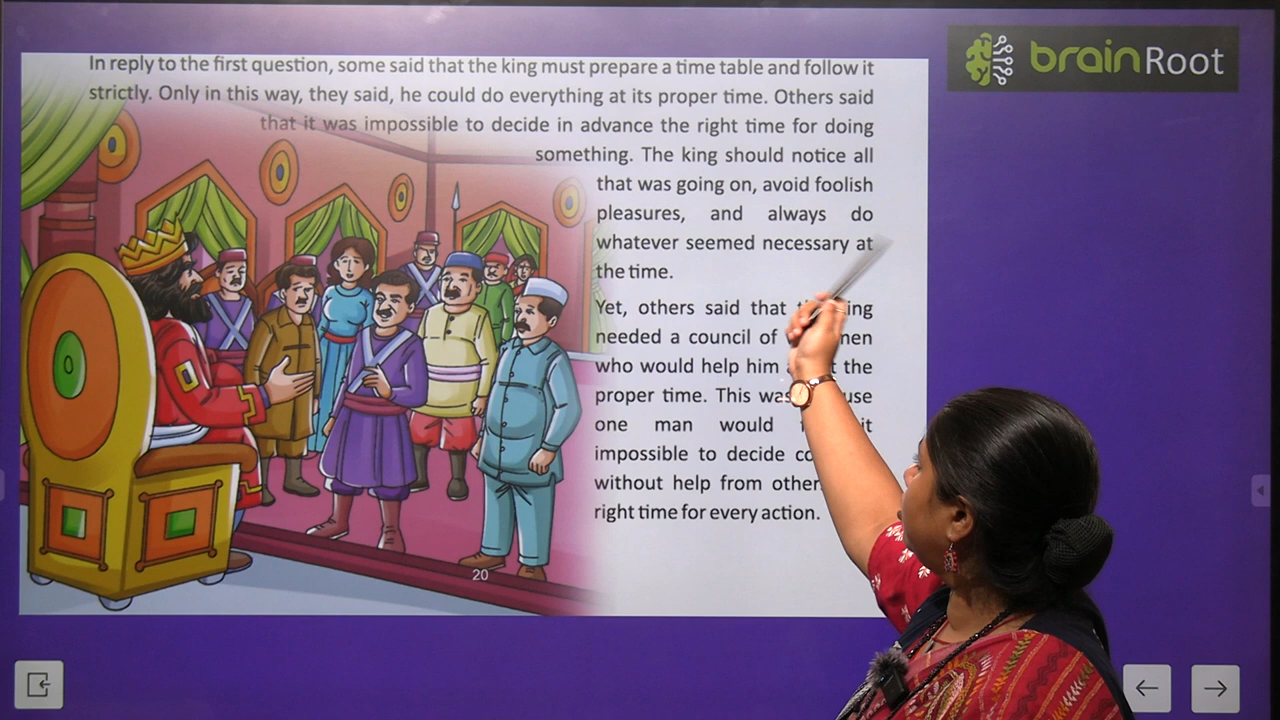 In reply to the first question, some said that the king must prepare a time table and follow it
strictly. Only in this way, they said, he could do everything at its proper time. Others said
that it was impossible to decide in advance the right time for doing
something. The king should notice all
that was going on, avoid foolish
pleasures, and always do
whatever seemed necessary at
the time.
Yet, others said that
needed a council of
who would help him the
proper time. This was
one man would it
impossible to decide
without help from
right time for every action.
20
brainRoot